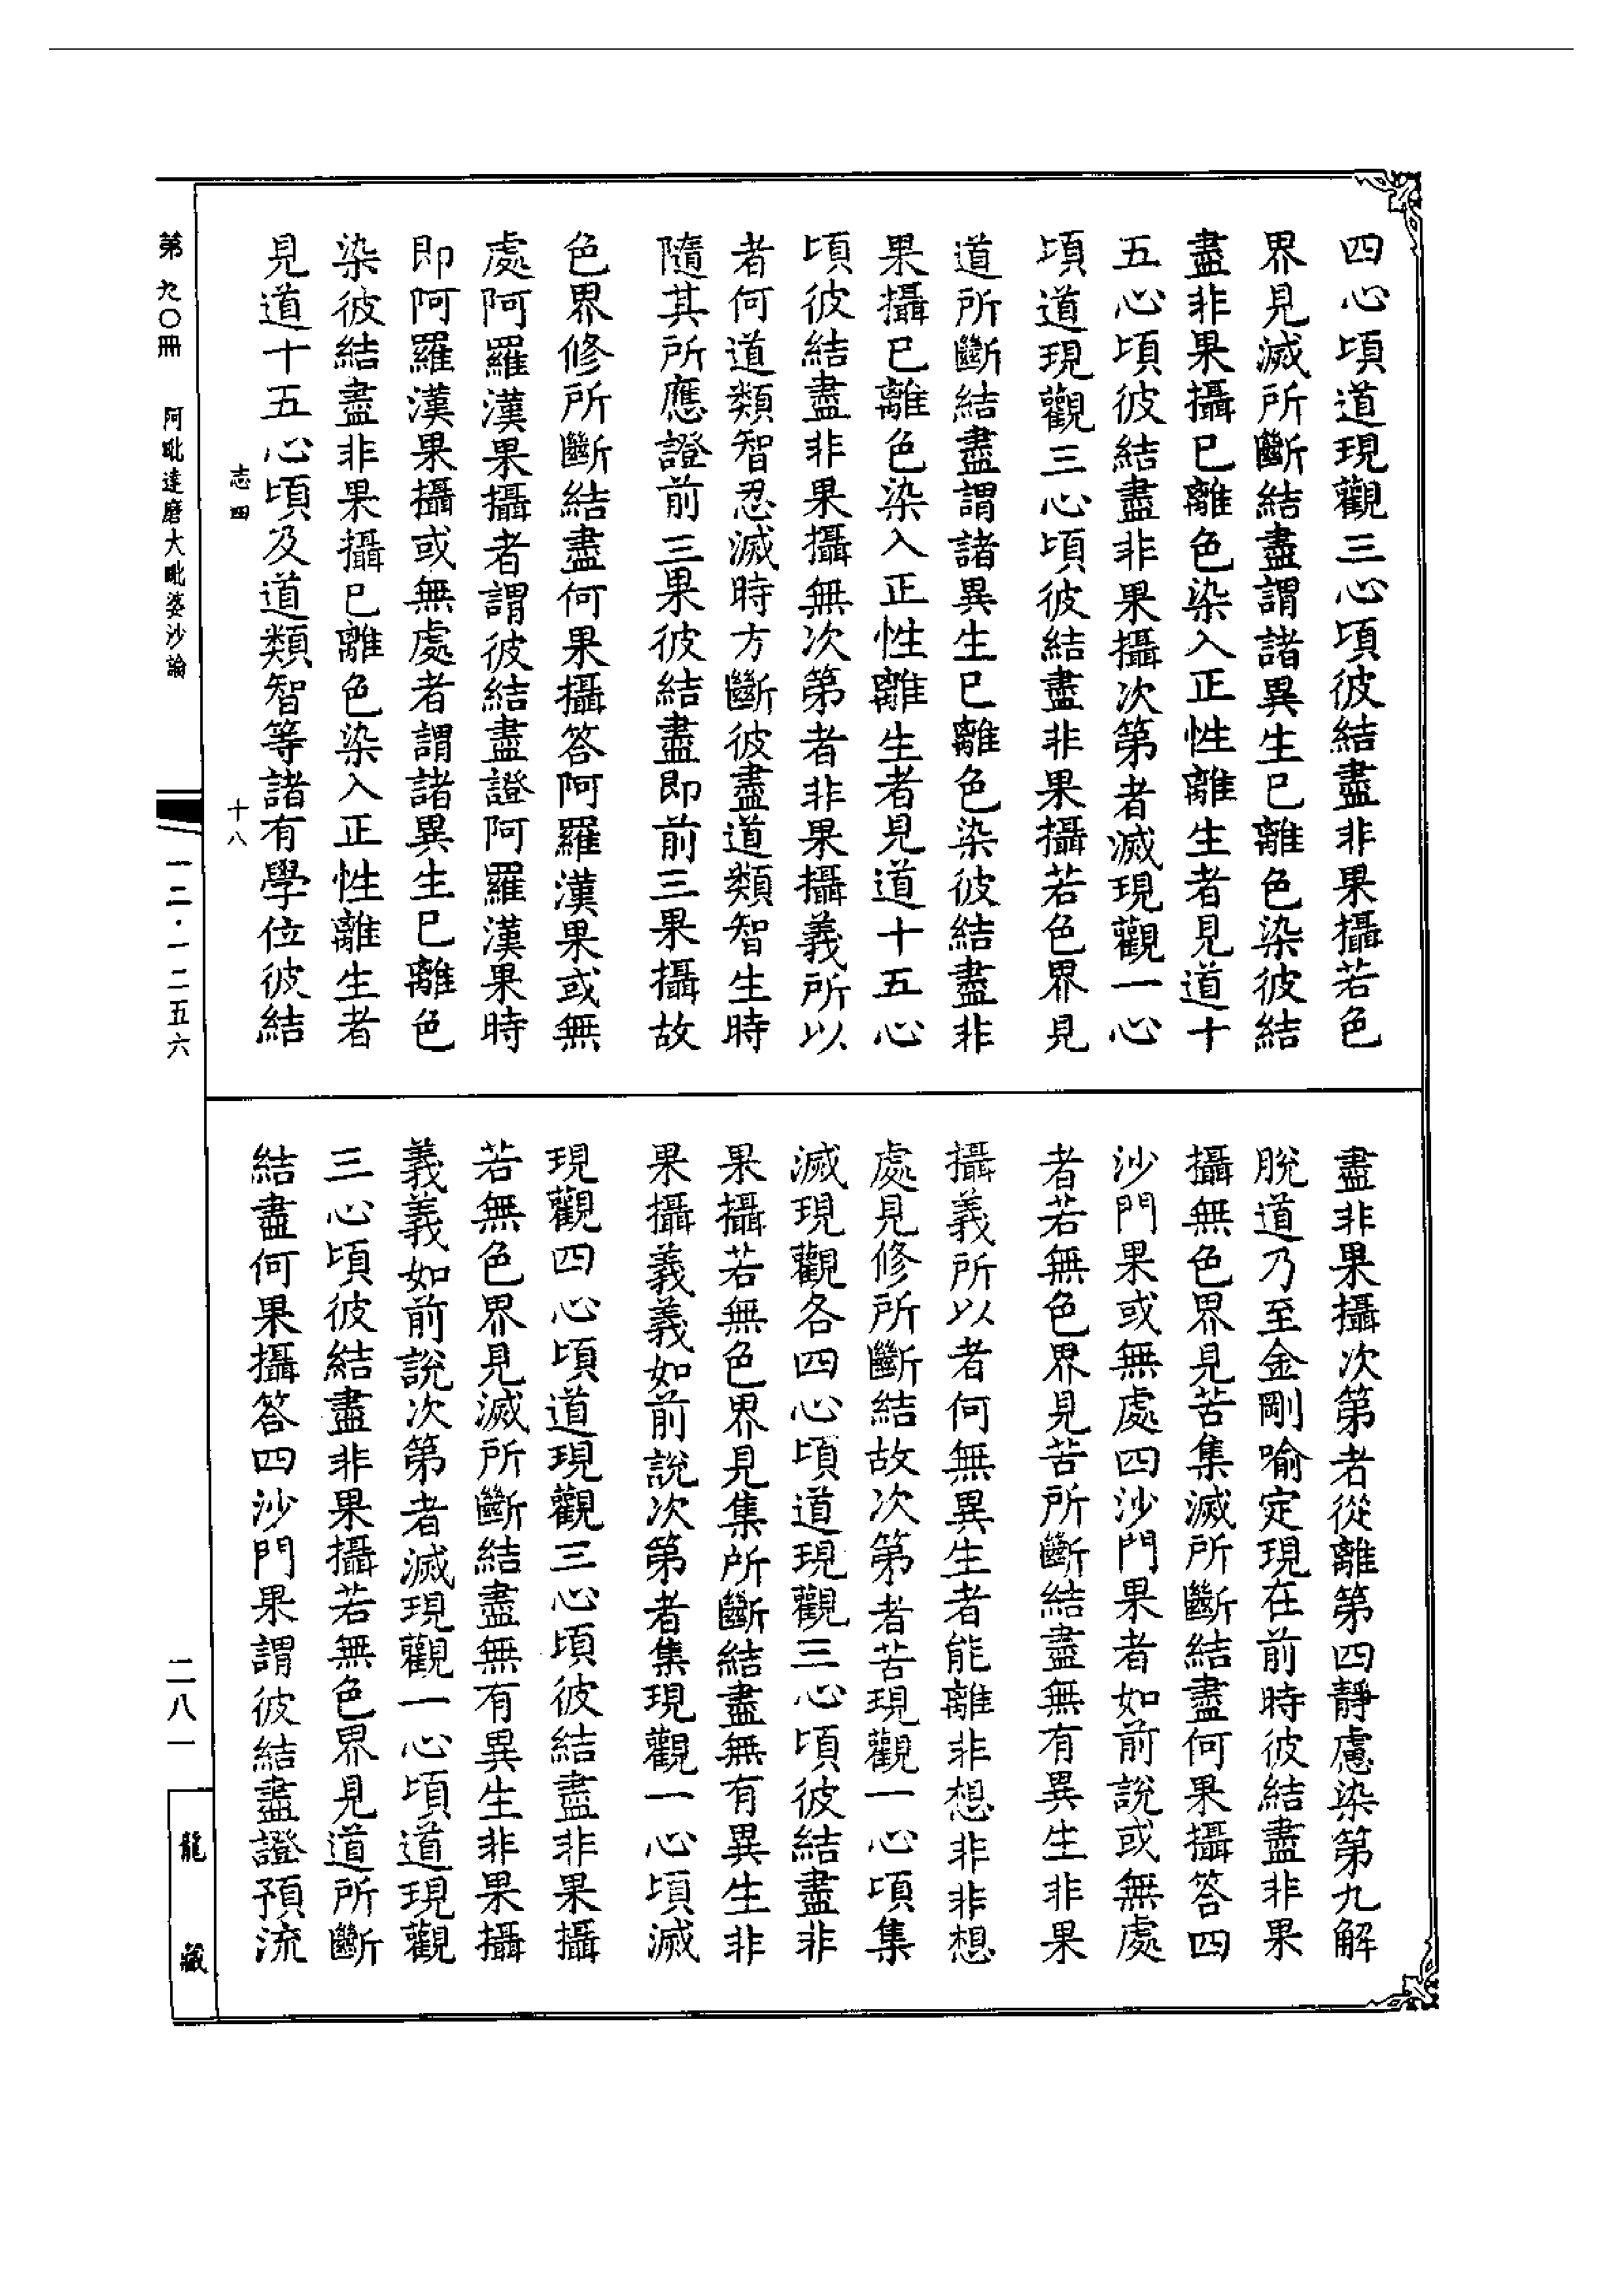 四心頃道現觀三心頃彼結盡非果攝若色
界見滅所斷結盡謂諸異生已離色染彼結
盡非果攝已離色染入正性離生者見道十
五心頃彼結盡非果攝次第者滅現觀一心
頃道現觀三心頃彼結盡非果攝若色界見
道所斷結盡謂諸異生已離色染彼結盡非
果攝已離色染入正性離生者見道十五心
頃彼結盡非果攝無次第者非果攝義所以
者何道類智忍滅時方斷彼盡道類智生時
隨其所應證前三果彼結盡即前三果攝故
色界修所斷結盡何果攝答阿羅漢果或無
處阿羅漢果攝者謂彼結盡證阿羅漢果時
即阿羅漢果攝或無處者謂諸異生已離色
染彼結盡非果攝已離色染入正性離生者
見道十五心頃及道類智等諸有學位彼結
志四
十八
盡非果攝次第者從離第四靜慮染第九解
脫道乃至金剛喻定現在前時彼結盡非果
攝無色界見苦集滅所斷結盡何果攝答四
沙門果或無處四沙門果者如前說或無處
者若無色界見苦所斷結盡無有異生非果
攝義所以者何無異生者能離非想非非想
處見修所斷結故次第者苦現觀一心頃集
滅現觀各四心頃道現觀三心頃彼結盡非
果攝若無色界見集所斷結盡無有異生非
果攝義義如前說次第者集現觀一心頃滅
現觀四心頃道現觀三心頃彼結盡非果攝
若無色界見滅所斷結盡無有異生非果攝
義義如前說次第者滅現觀一心頃道現觀
三心頃彼結盡非果攝若無色界見道所斷
結盡何果攝答四沙門果謂彼結盡證預流
第九〇冊 阿毗達磨大毗婆沙論
一二·一二五六
二八一
龍藏